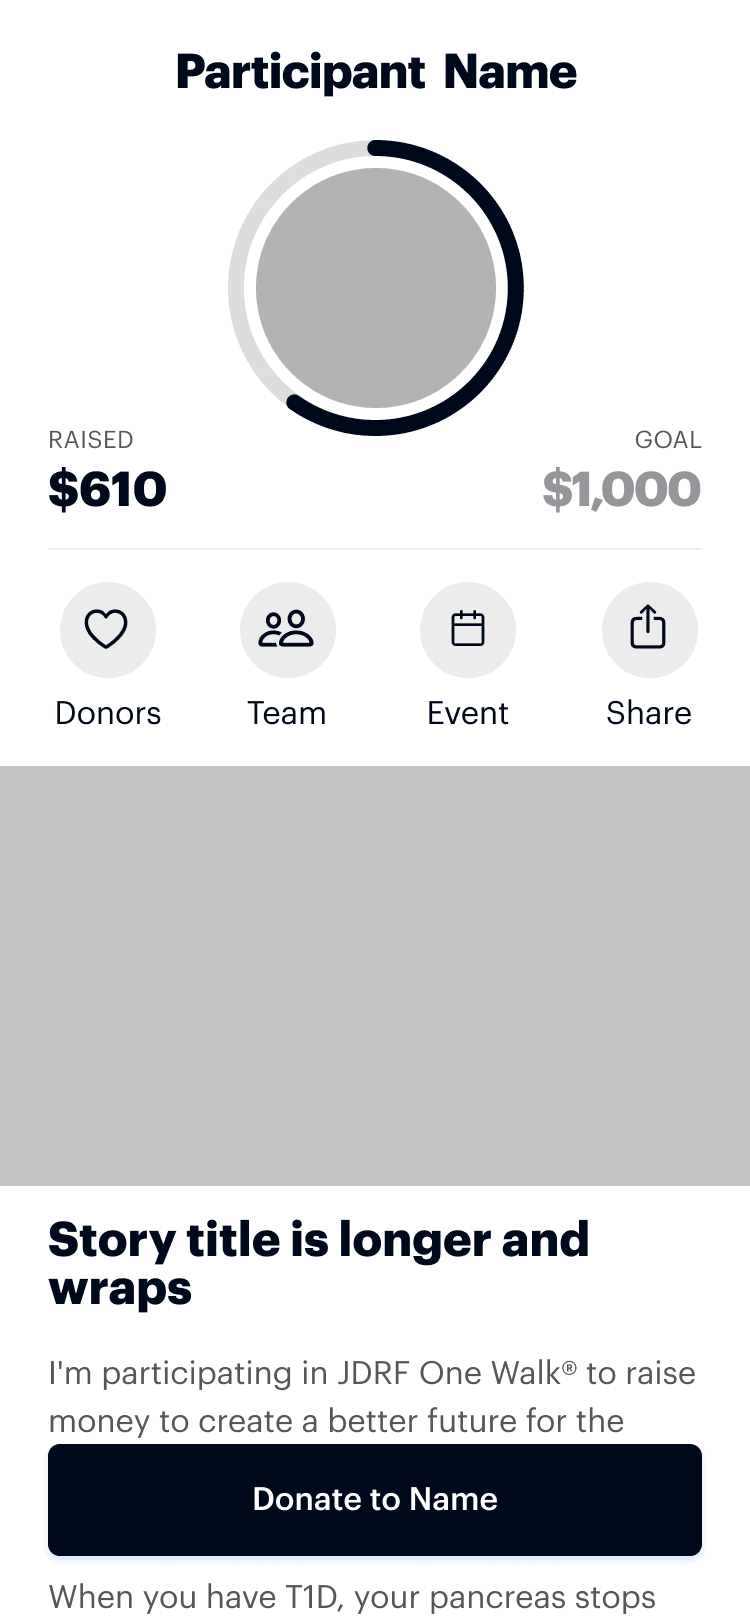 Participant Name
RAISED
GOAL
$610
$1,000
Donors
Team
Event
Share
Story title is longer and
wraps
I'm participating in JDRF One Walk® to raise
money to create a better future for the
Donate to Name
When you have T1D, your pancreas stops